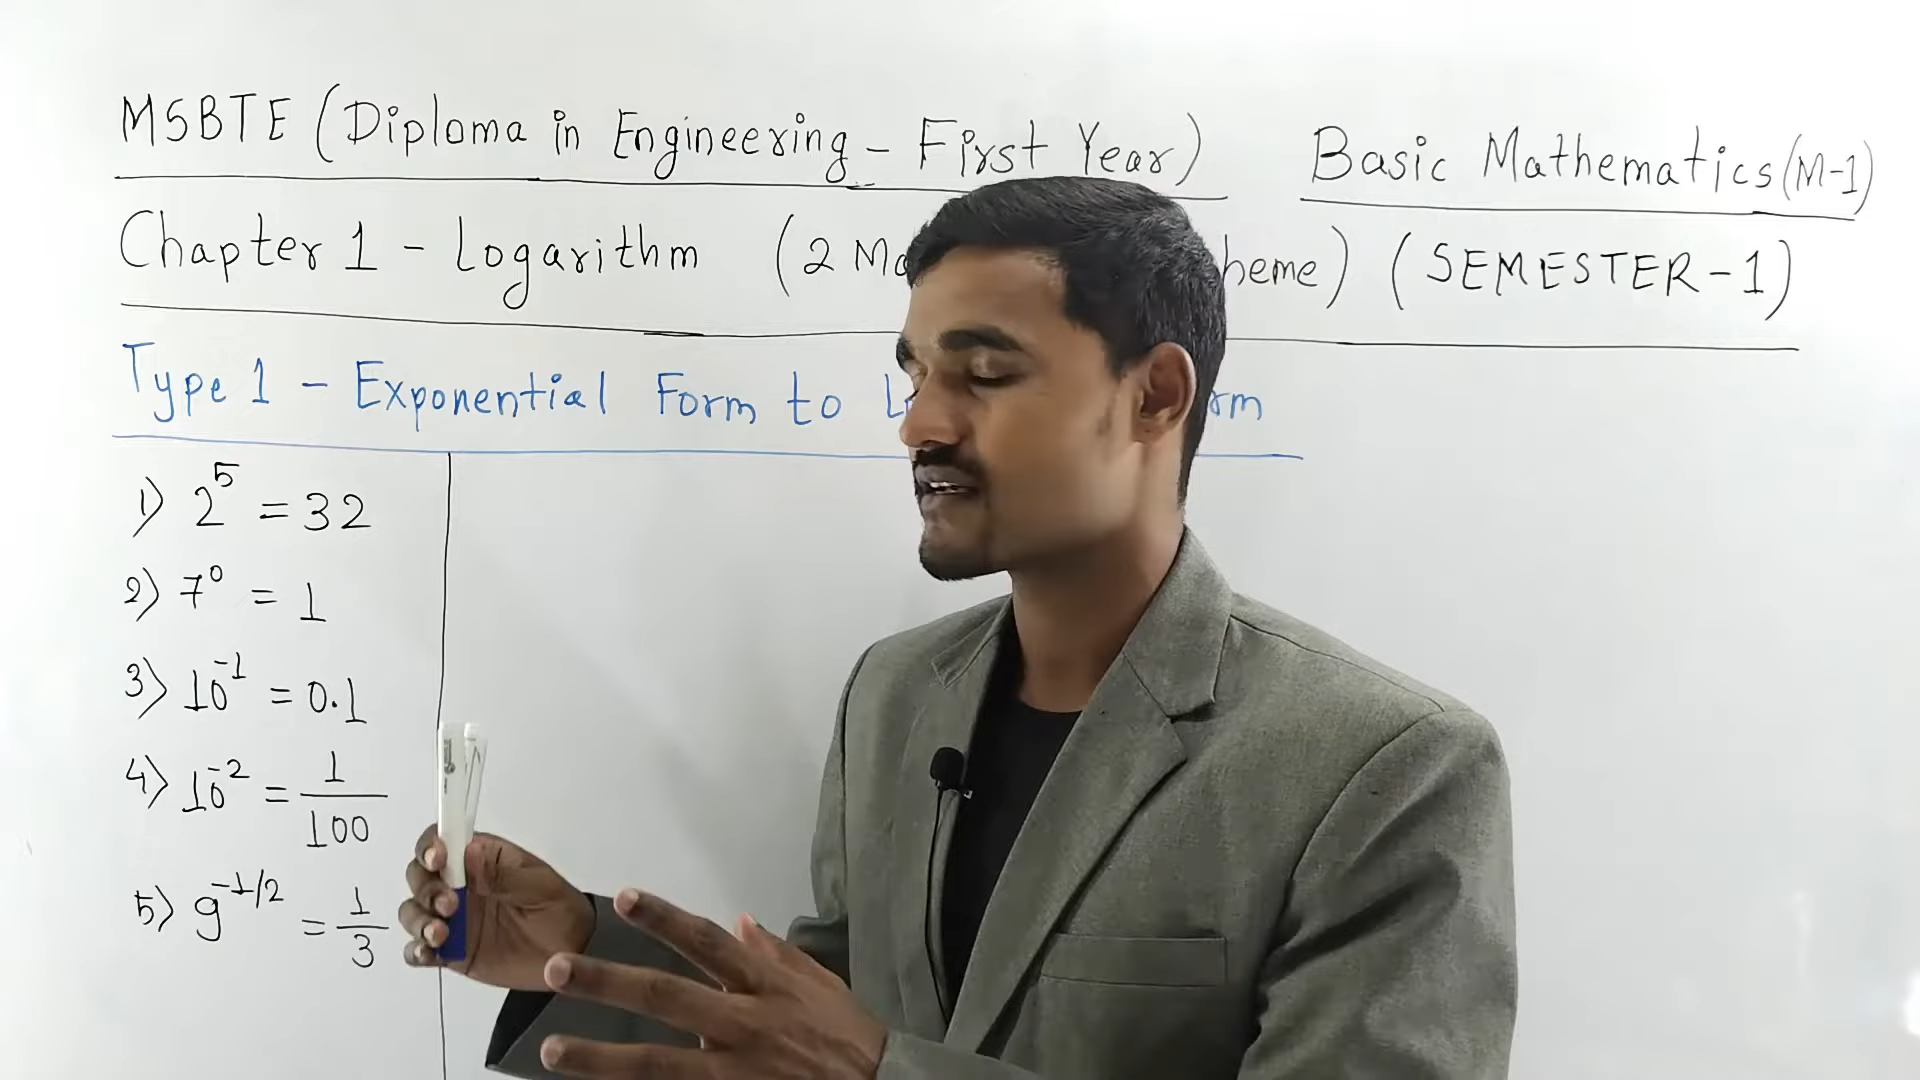 MSBTE (Diploma in Engineering - First Year) Basic Mathematics (M-1)
Chapter 1 - Logarithm (2 Ma heme) (SEMESTER-1)
Type 1 - Exponential Form to L rm
1) 2^5 = 32
2) 7^0 = 1
3) 10^-1 = 0.1
4) 10^-2 = 1/100
5) 9^-1/2 = 1/3